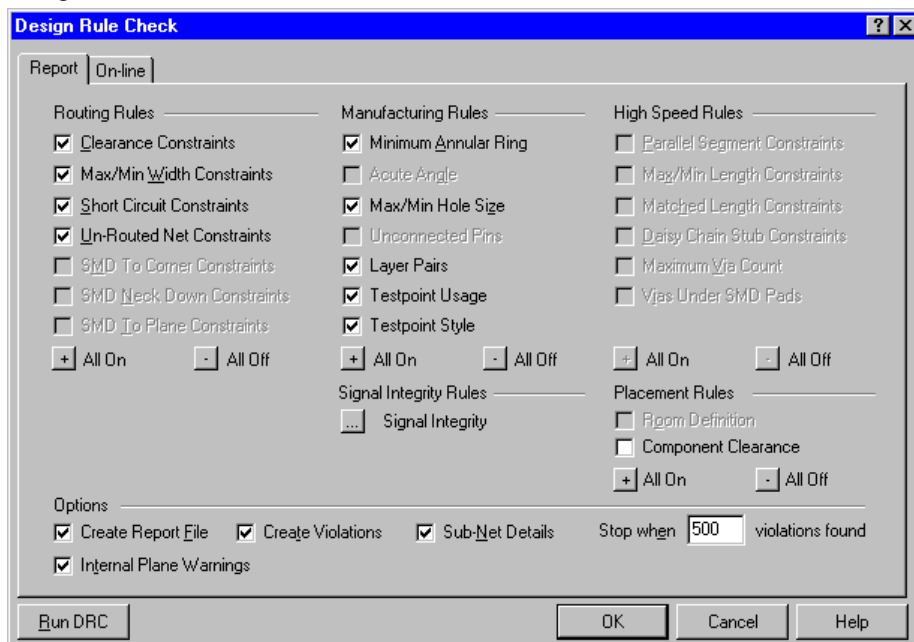 Design Rule Check
Report On-line
Routing Rules
Clearance Constraints
Max/Min Width Constraints
Short Circuit Constraints
Un-Routed Net Constraints
SMD To Corner Constraints
SMD Neck Down Constraints
SMD To Plane Constraints
+ All On - All Off
Manufacturing Rules
Minimum Annular Ring
Acute Angle
Max/Min Hole Size
Unconnected Pins
Layer Pairs
Testpoint Usage
Testpoint Style
+ All On - All Off
Signal Integrity Rules
... Signal Integrity
High Speed Rules
Parallel Segment Constraints
Max/Min Length Constraints
Matched Length Constraints
Daisy Chain Stub Constraints
Maximum Via Count
Vias Under SMD Pads
+ All On - All Off
Placement Rules
Room Definition
Component Clearance
+ All On - All Off
Options
Create Report File Create Violations Sub-Net Details Stop when 500 violations found
Internal Plane Warnings
Run DRC OK Cancel Help